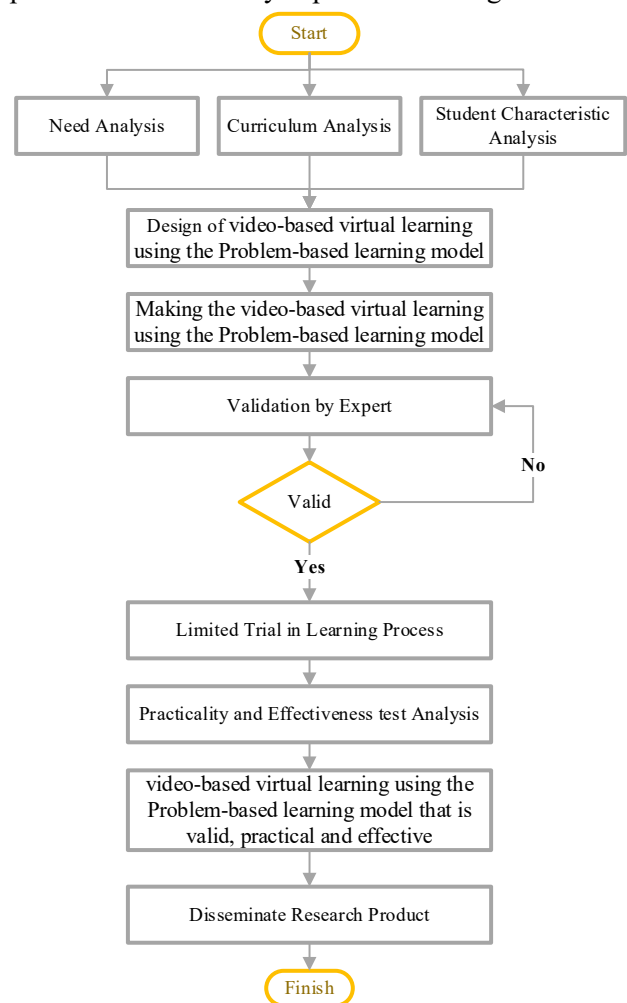 Start
Need Analysis
Curriculum Analysis
Student Characteristic
Analysis
Design of video-based virtual learning
using the Problem-based learning model
Making the video-based virtual learning
using the Problem-based learning model
Validation by Expert
No
Valid
Yes
Limited Trial in Learning Process
Practicality and Effectiveness test Analysis
video-based virtual learning using the
Problem-based learning model that is
valid, practical and effective
Disseminate Research Product
Finish